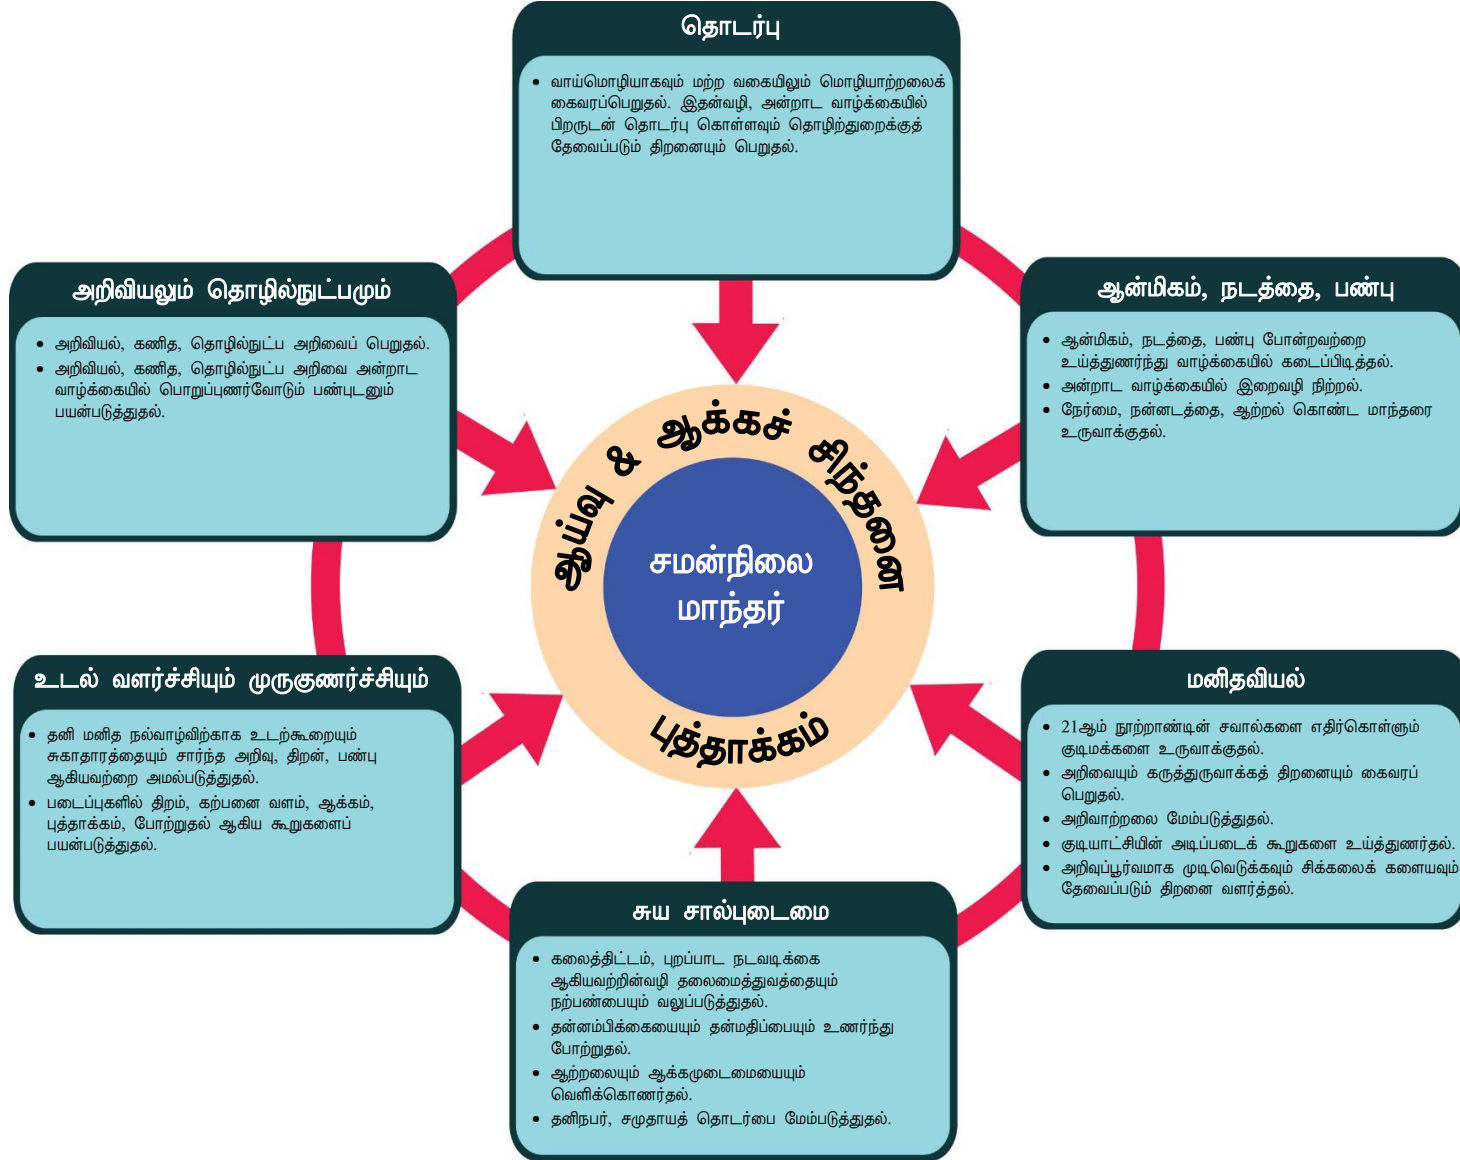 தொடர்பு
• வாய்மொழியாகவும் மற்ற வகையிலும் மொழியாற்றலைக்
கைவரப்பெறுதல். இதன்வழி, அன்றாட வாழ்க்கையில்
பிறருடன் தொடர்பு கொள்ளவும் தொழிற்துறைக்குத்
தேவைப்படும் திறனையும் பெறுதல்.
ஆன்மிகம், நடத்தை, பண்பு
• ஆன்மிகம், நடத்தை, பண்பு போன்றவற்றை
உய்த்துணர்ந்து வாழ்க்கையில் கடைப்பிடித்தல்.
• அன்றாட வாழ்க்கையில் இறைவழி நிற்றல்.
• நேர்மை, நன்னடத்தை, ஆற்றல் கொண்ட மாந்தரை
உருவாக்குதல்.
மனிதவியல்
• 21ஆம் நூற்றாண்டின் சவால்களை எதிர்கொள்ளும்
குடிமக்களை உருவாக்குதல்.
• அறிவையும் கருத்துருவாக்கத் திறனையும் கைவரப்
பெறுதல்.
• அறிவாற்றலை மேம்படுத்துதல்.
• குடியாட்சியின் அடிப்படைக் கூறுகளை உய்த்துணர்தல்.
• அறிவுப்பூர்வமாக முடிவெடுக்கவும் சிக்கலைக் களையவும்
தேவைப்படும் திறனை வளர்த்தல்.
சுய சால்புடைமை
• கலைத்திட்டம், புறப்பாட நடவடிக்கை
ஆகியவற்றின்வழி தலைமைத்துவத்தையும்
நற்பண்பையும் வலுப்படுத்துதல்.
• தன்னம்பிக்கையையும் தன்மதிப்பையும் உணர்ந்து
போற்றுதல்.
• ஆற்றலையும் ஆக்கமுடைமையையும்
வெளிக்கொணர்தல்.
• தனிநபர், சமுதாயத் தொடர்பை மேம்படுத்துதல்.
உடல் வளர்ச்சியும் முருகுணர்ச்சியும்
• தனி மனித நல்வாழ்விற்காக உடற்கூறையும்
சுகாதாரத்தையும் சார்ந்த அறிவு, திறன், பண்பு
ஆகியவற்றை அமல்படுத்துதல்.
• படைப்புகளில் திறம், கற்பனை வளம், ஆக்கம்,
புத்தாக்கம், போற்றுதல் ஆகிய கூறுகளைப்
பயன்படுத்துதல்.
அறிவியலும் தொழில்நுட்பமும்
• அறிவியல், கணித, தொழில்நுட்ப அறிவைப் பெறுதல்.
• அறிவியல், கணித, தொழில்நுட்ப அறிவை அன்றாட
வாழ்க்கையில் பொறுப்புணர்வோடும் பண்புடனும்
பயன்படுத்துதல்.
ஆய்வு & ஆக்கச் சிந்தனை
சமன்நிலை
மாந்தர்
புத்தாக்கம்